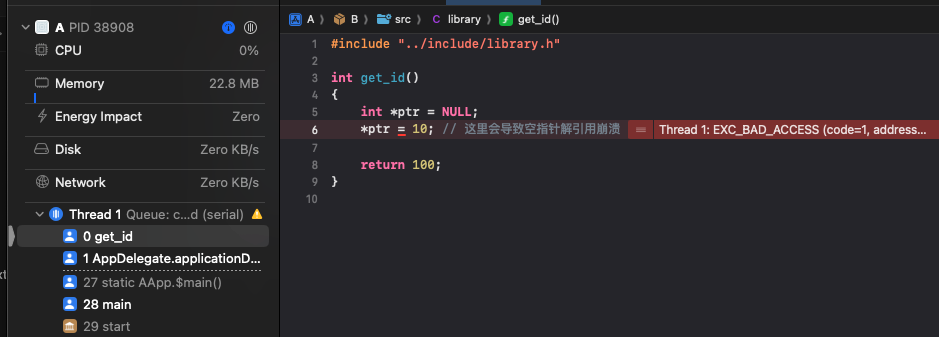 A PID 38908
CPU 0%
Memory 22.8 MB
Energy Impact Zero
Disk Zero KB/s
Network Zero KB/s
Thread 1 Queue: c...d (serial)
0 get_id
1 AppDelegate.applicationD...
27 static AApp.$main()
28 main
29 start
A 〉 B 〉 src 〉 C library 〉 f get_id()
1 #include "../include/library.h"
2
3 int get_id()
4 {
5     int *ptr = NULL;
6     *ptr = 10; // 这里会导致空指针解引用崩溃 Thread 1: EXC_BAD_ACCESS (code=1, address...
7
8     return 100;
9 }
10